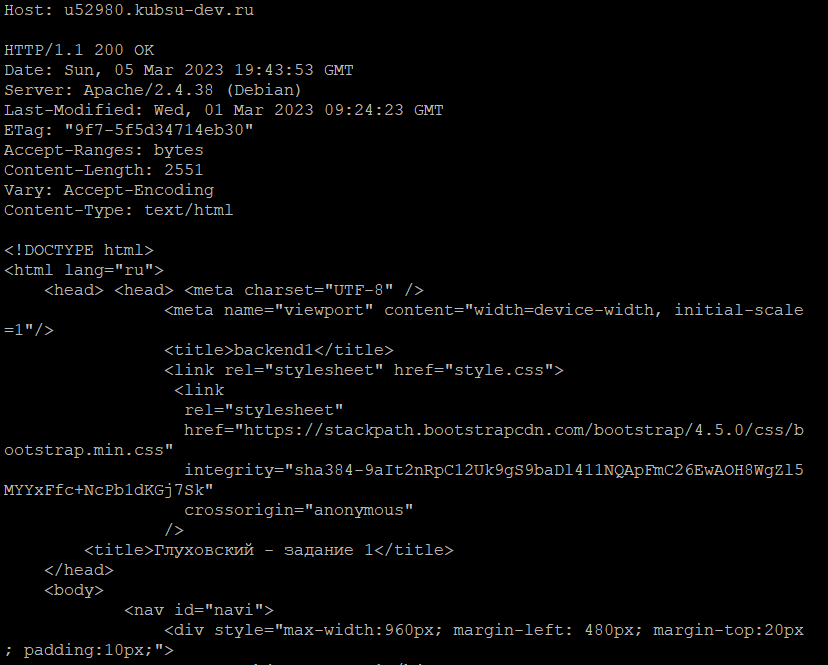 Host: u52980.kubsu-dev.ru

HTTP/1.1 200 OK
Date: Sun, 05 Mar 2023 19:43:53 GMT
Server: Apache/2.4.38 (Debian)
Last-Modified: Wed, 01 Mar 2023 09:24:23 GMT
ETag: "9f7-5f5d34714eb30"
Accept-Ranges: bytes
Content-Length: 2551
Vary: Accept-Encoding
Content-Type: text/html

<!DOCTYPE html>
<html lang="ru">
    <head> <head> <meta charset="UTF-8" />
                <meta name="viewport" content="width=device-width, initial-scale
=1"/>
                <title>backend1</title>
                <link rel="stylesheet" href="style.css">
                 <link
                  rel="stylesheet"
                  href="https://stackpath.bootstrapcdn.com/bootstrap/4.5.0/css/b
ootstrap.min.css"
                  integrity="sha384-9aIt2nRpC12Uk9gS9baDl411NQApFmC26EwAOH8WgZl5
MYYxFfc+NcPb1dKGj7Sk"
                  crossorigin="anonymous"
                />
        <title>Глуховский - задание 1</title>
    </head>
    <body>
            <nav id="navi">
                <div style="max-width:960px; margin-left: 480px; margin-top:20px
; padding:10px;">